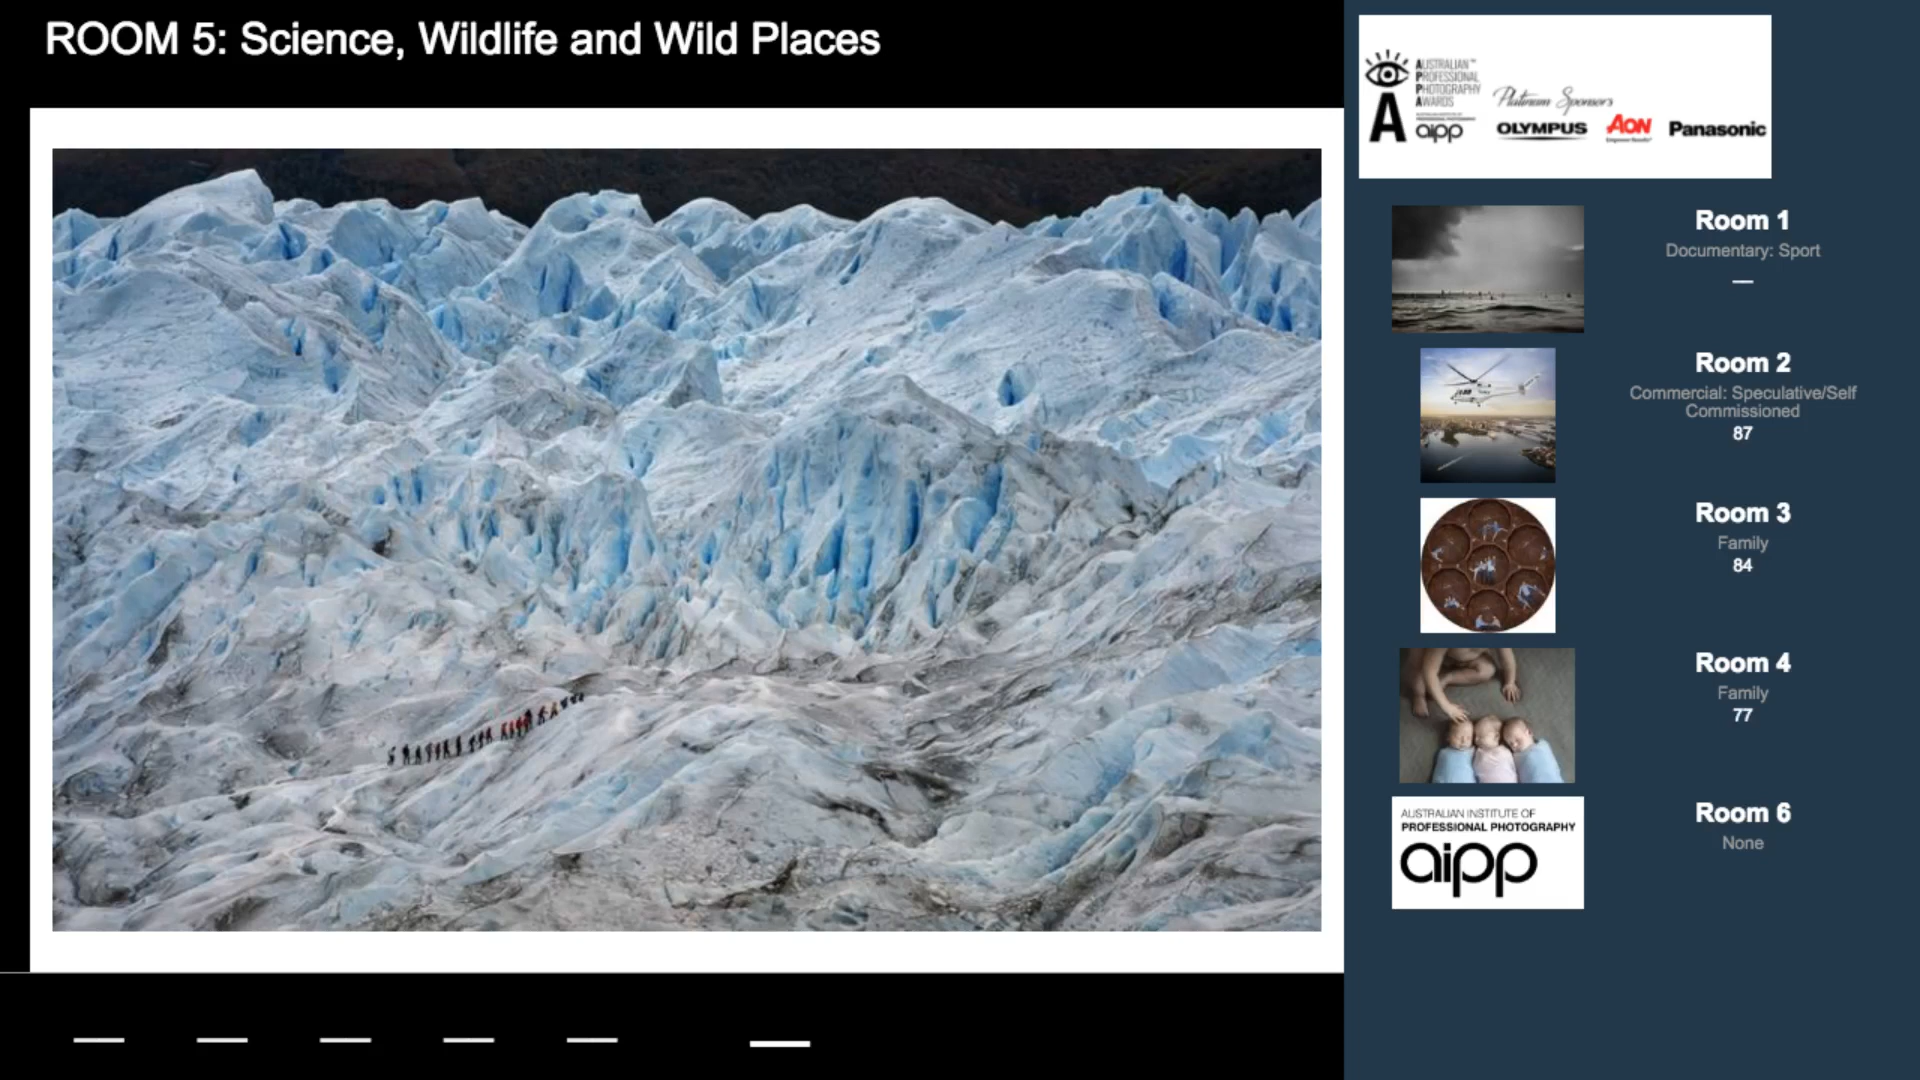 ROOM 5: Science, Wildlife and Wild Places
AUSTRALIAN™
PROFESSIONAL
PHOTOGRAPHY
AWARDS
aipp
Platinum Sponsors
OLYMPUS
AON
Panasonic
Room 1
Documentary: Sport
—
Room 2
Commercial: Speculative/Self
Commissioned
87
Room 3
Family
84
Room 4
Family
77
AUSTRALIAN INSTITUTE OF
PROFESSIONAL PHOTOGRAPHY
aipp
Room 6
None
— — — — — —